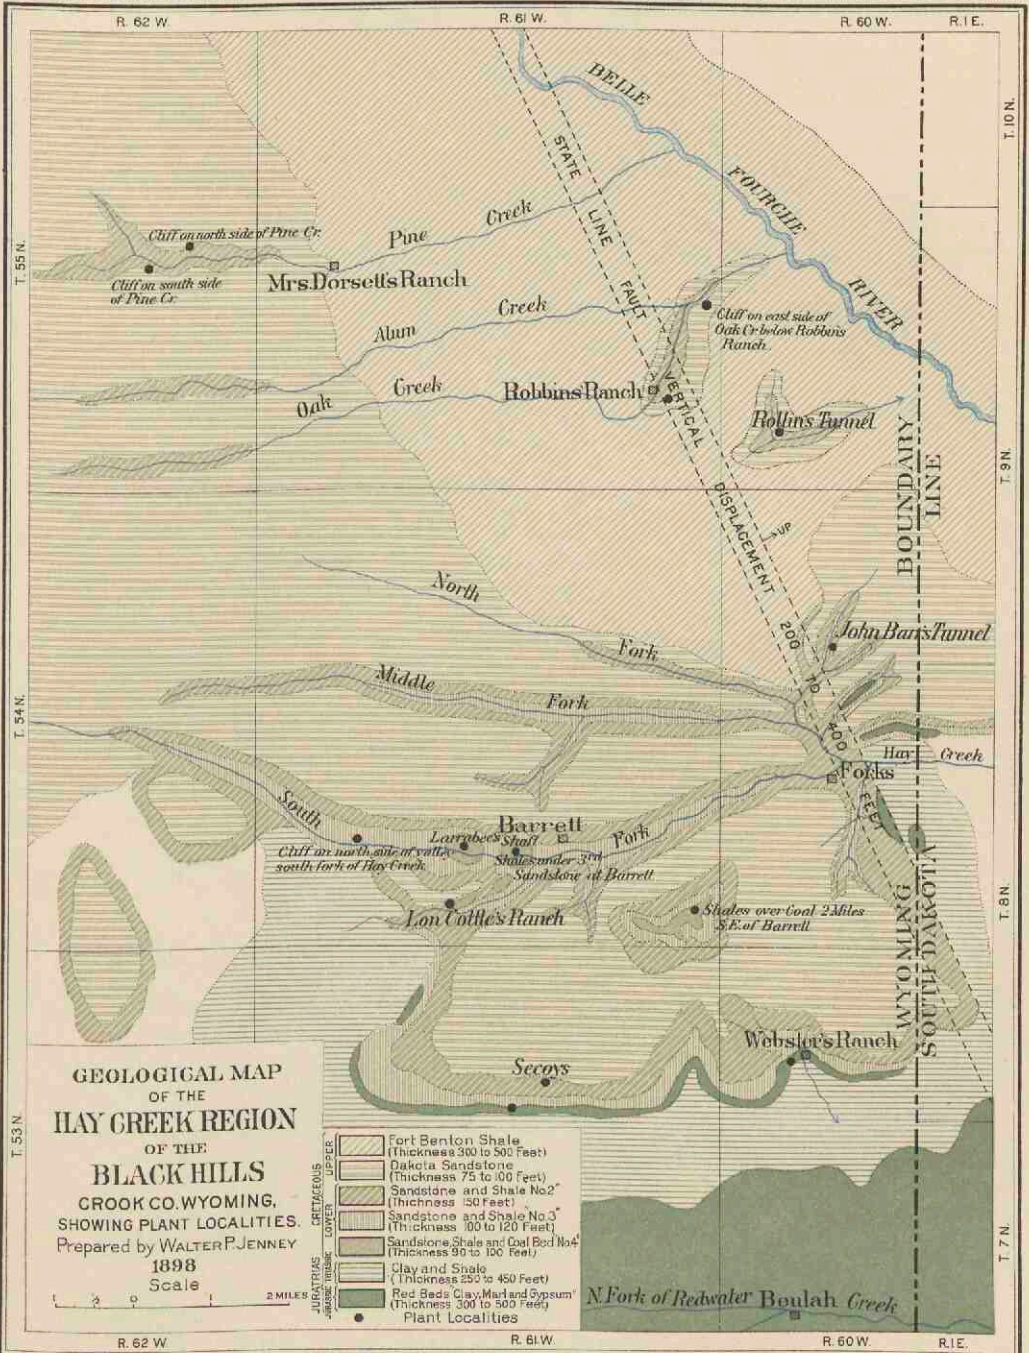 R. 62 W.
R. 61 W.
R. 60 W.
R.1 E.
T. 10 N.
BELLE
FOURCHE
RIVER
STATE
LINE
FAULT
VERTICAL
DISPLACEMENT
200
TO
400
FEET
UP
T. 55 N.
Cliff on north side of Pine Cr.
Cliff on south side
of Pine Cr.
Pine
Creek
Mrs. Dorsett's Ranch
Alum
Creek
Cliff on east side of
Oak Cr below Robbins
Ranch
Oak
Creek
Robbins' Ranch
Rollin's Tunnel
T. 9 N.
BOUNDARY
LINE
North
Fork
John Barr's Tunnel
Middle
Fork
T. 54 N.
Hay
Creek
Forks
South
Fork
Barrett
Larrabee's Shaft
Cliff on north side of valley
south fork of Hay Creek
Shales under 3rd
Sandstone at Barrett
Lon Cottle's Ranch
Shales over Coal 2 Miles
S.E. of Barrett
T. 8 N.
WYOMING
SOUTH DAKOTA
Webster's Ranch
Secoys
T. 53 N.
T. 7 N.
GEOLOGICAL MAP
OF THE
HAY CREEK REGION
OF THE
BLACK HILLS
CROOK CO. WYOMING,
SHOWING PLANT LOCALITIES.
Prepared by WALTER P. JENNEY
1898
Scale
1 ½ 0 1 2 MILES
CRETACEOUS
UPPER
LOWER
JURATRIAS
JURASSIC
TRIASSIC
Fort Benton Shale
(Thickness 300 to 500 Feet)
Dakota Sandstone
(Thickness 75 to 100 Feet)
Sandstone and Shale No. 2"
(Thickness 150 Feet)
Sandstone and Shale "No. 3"
(Thickness 100 to 120 Feet)
Sandstone, Shale and Coal Bed No. 4"
(Thickness 90 to 100 Feet)
Clay and Shale
(Thickness 250 to 450 Feet)
Red Beds "Clay, Marl and Gypsum"
(Thickness 300 to 500 Feet)
Plant Localities
N. Fork of Redwater Beulah Creek
R. 62 W
R. 61 W.
R. 60 W.
R.1 E.